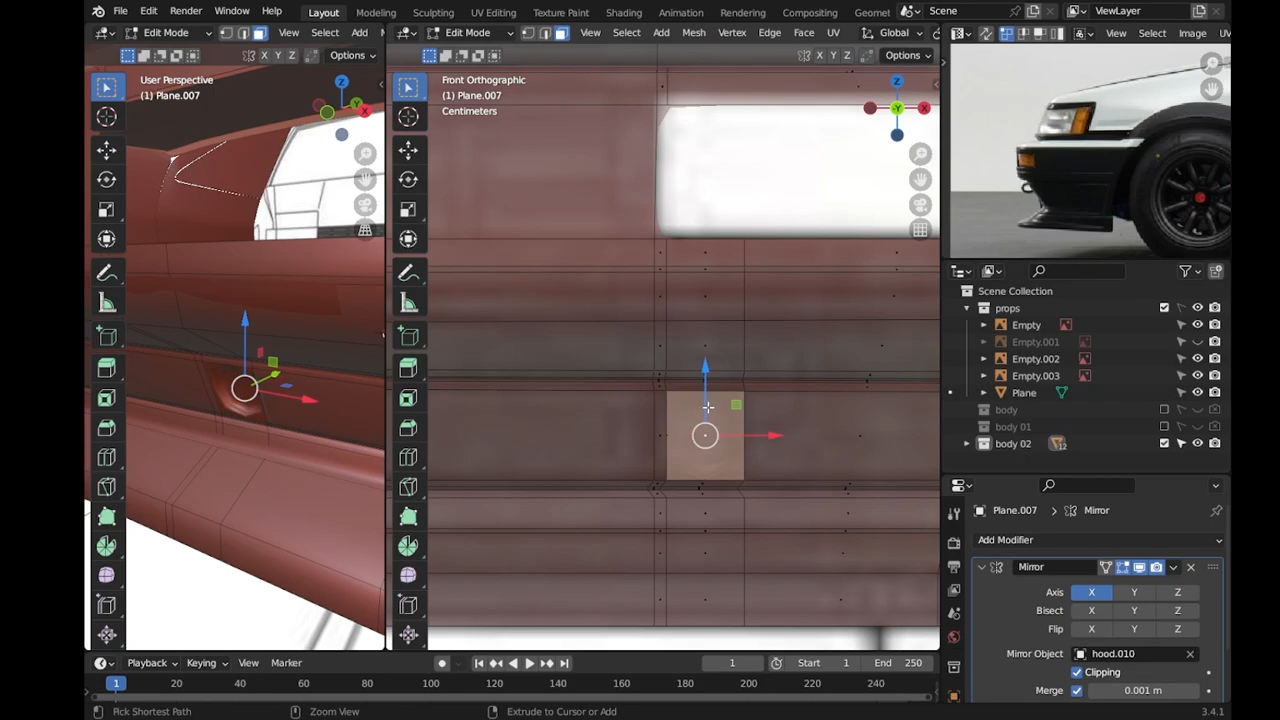 File Edit Render Window Help Layout Modeling Sculpting UV Editing Texture Paint Shading Animation Rendering Compositing Geomet Scene ViewLayer
Edit Mode View Select Add Options
User Perspective
(1) Plane.007
Edit Mode View Select Add Mesh Vertex Edge Face UV Global Options
X Y Z
Front Orthographic
(1) Plane.007
Centimeters
View Select Image UV
Scene Collection
props
Empty
Empty.001
Empty.002
Empty.003
Plane
body
body 01
body 02
12
Plane.007 > Mirror
Add Modifier
Mirror
Axis X Y Z
Bisect X Y Z
Flip X Y Z
Mirror Object hood.010
Clipping
Merge 0.001 m
Playback Keying View Marker 1 Start 1 End 250
1 20 40 60 80 100 120 140 160 180 200 220 240
Pick Shortest Path Zoom View Extrude to Cursor or Add 3.4.1